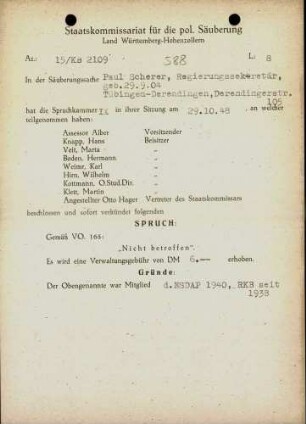 Staatskommissariat für die pol. Säuberung
Land Württemberg-Hohenzollern
Az.: 15/Ks 2109 588 L: 8
In der Säuberungssache Paul Scherer, Regierungssekretär,
geb.29.9.04
Tübingen-Derendingen,Derendingerstr.
105
hat die Spruchkammer IX in ihrer Sitzung am 29.10.48 , an welcher
teilgenommen haben:
Assessor Alber Vorsitzender
Knapp, Hans Beisitzer
Veit, Marta "
Beden, Hermann "
Weimr, Karl "
Hirn, Wilhelm "
Kottmann, O.Stud.Dir. "
Klett, Martin "
Angestellter Otto Hager Vertreter des Staatskommissars
beschlossen und sofort verkündet folgenden
SPRUCH:
Gemäß VO. 165:
„Nicht betroffen".
Es wird eine Verwaltungsgebühr von DM 6.— erhoben.
Gründe:
Der Obengenannte war Mitglied d.NSDAP 1940, RKB seit
1938